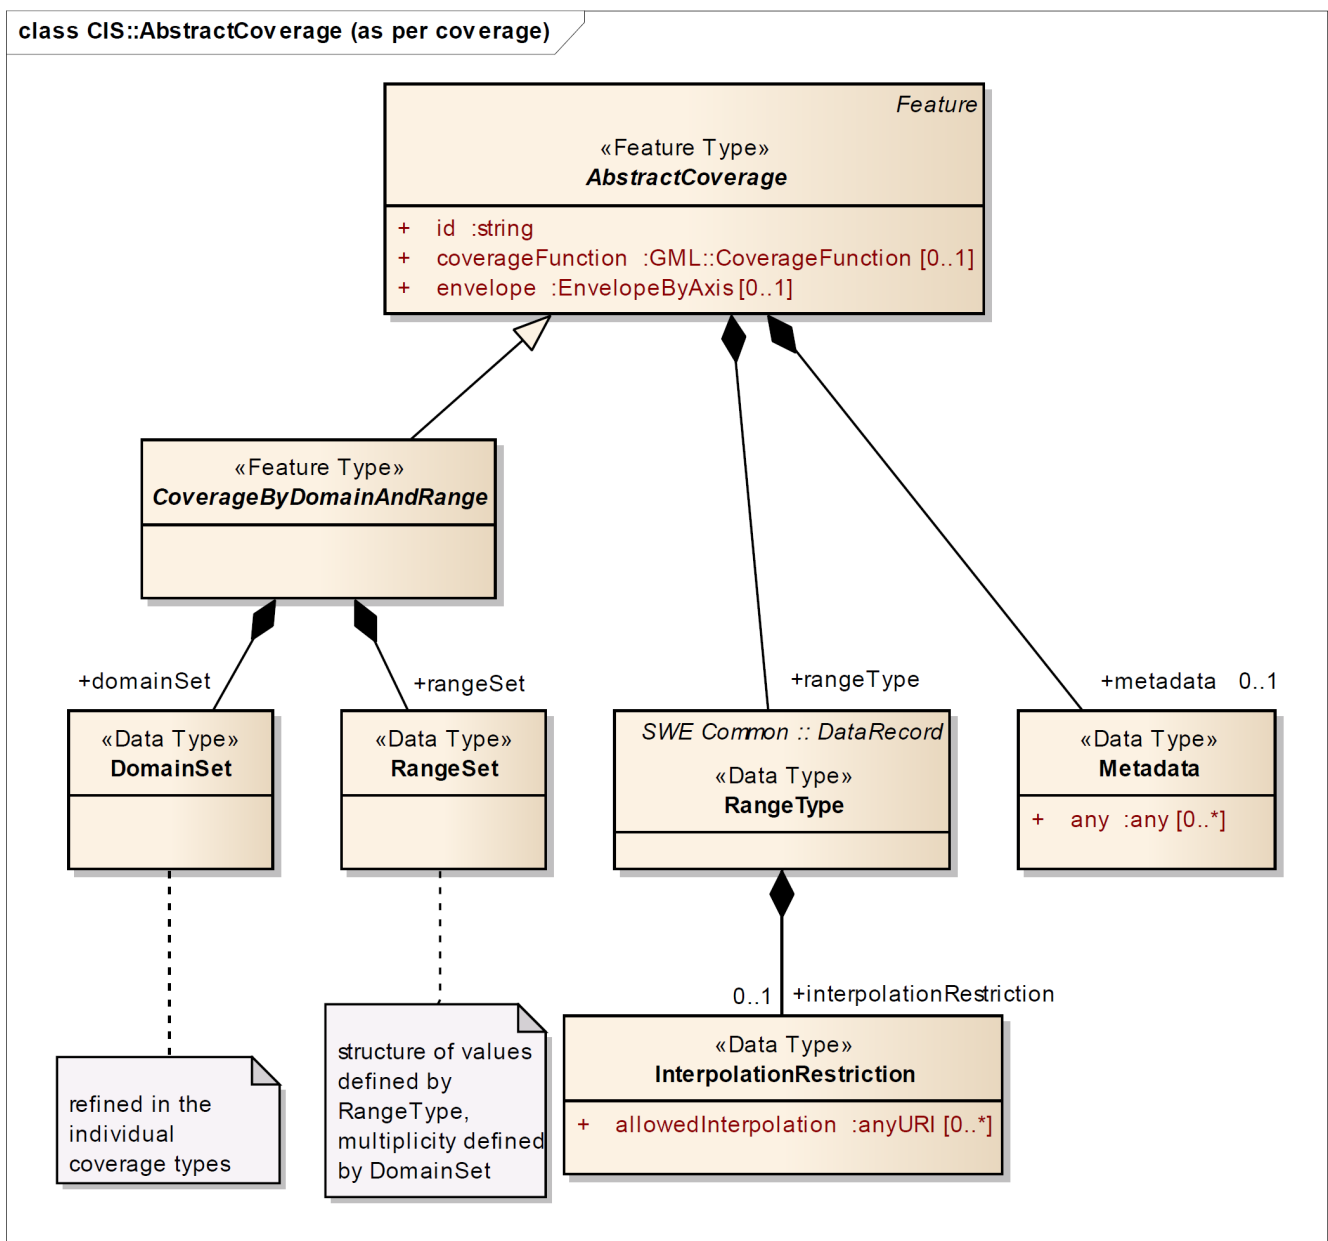 class CIS::AbstractCoverage (as per coverage)
Feature
«Feature Type»
AbstractCoverage
+ id :string
+ coverageFunction :GML::CoverageFunction [0..1]
+ envelope :EnvelopeByAxis [0..1]
«Feature Type»
CoverageByDomainAndRange
+domainSet
+rangeSet
+rangeType
+metadata 0..1
«Data Type»
DomainSet
«Data Type»
RangeSet
SWE Common :: DataRecord
«Data Type»
RangeType
«Data Type»
Metadata
+ any :any [0..*]
0..1 +interpolationRestriction
refined in the
individual
coverage types
structure of values
defined by
RangeType,
multiplicity defined
by DomainSet
«Data Type»
InterpolationRestriction
+ allowedInterpolation :anyURI [0..*]